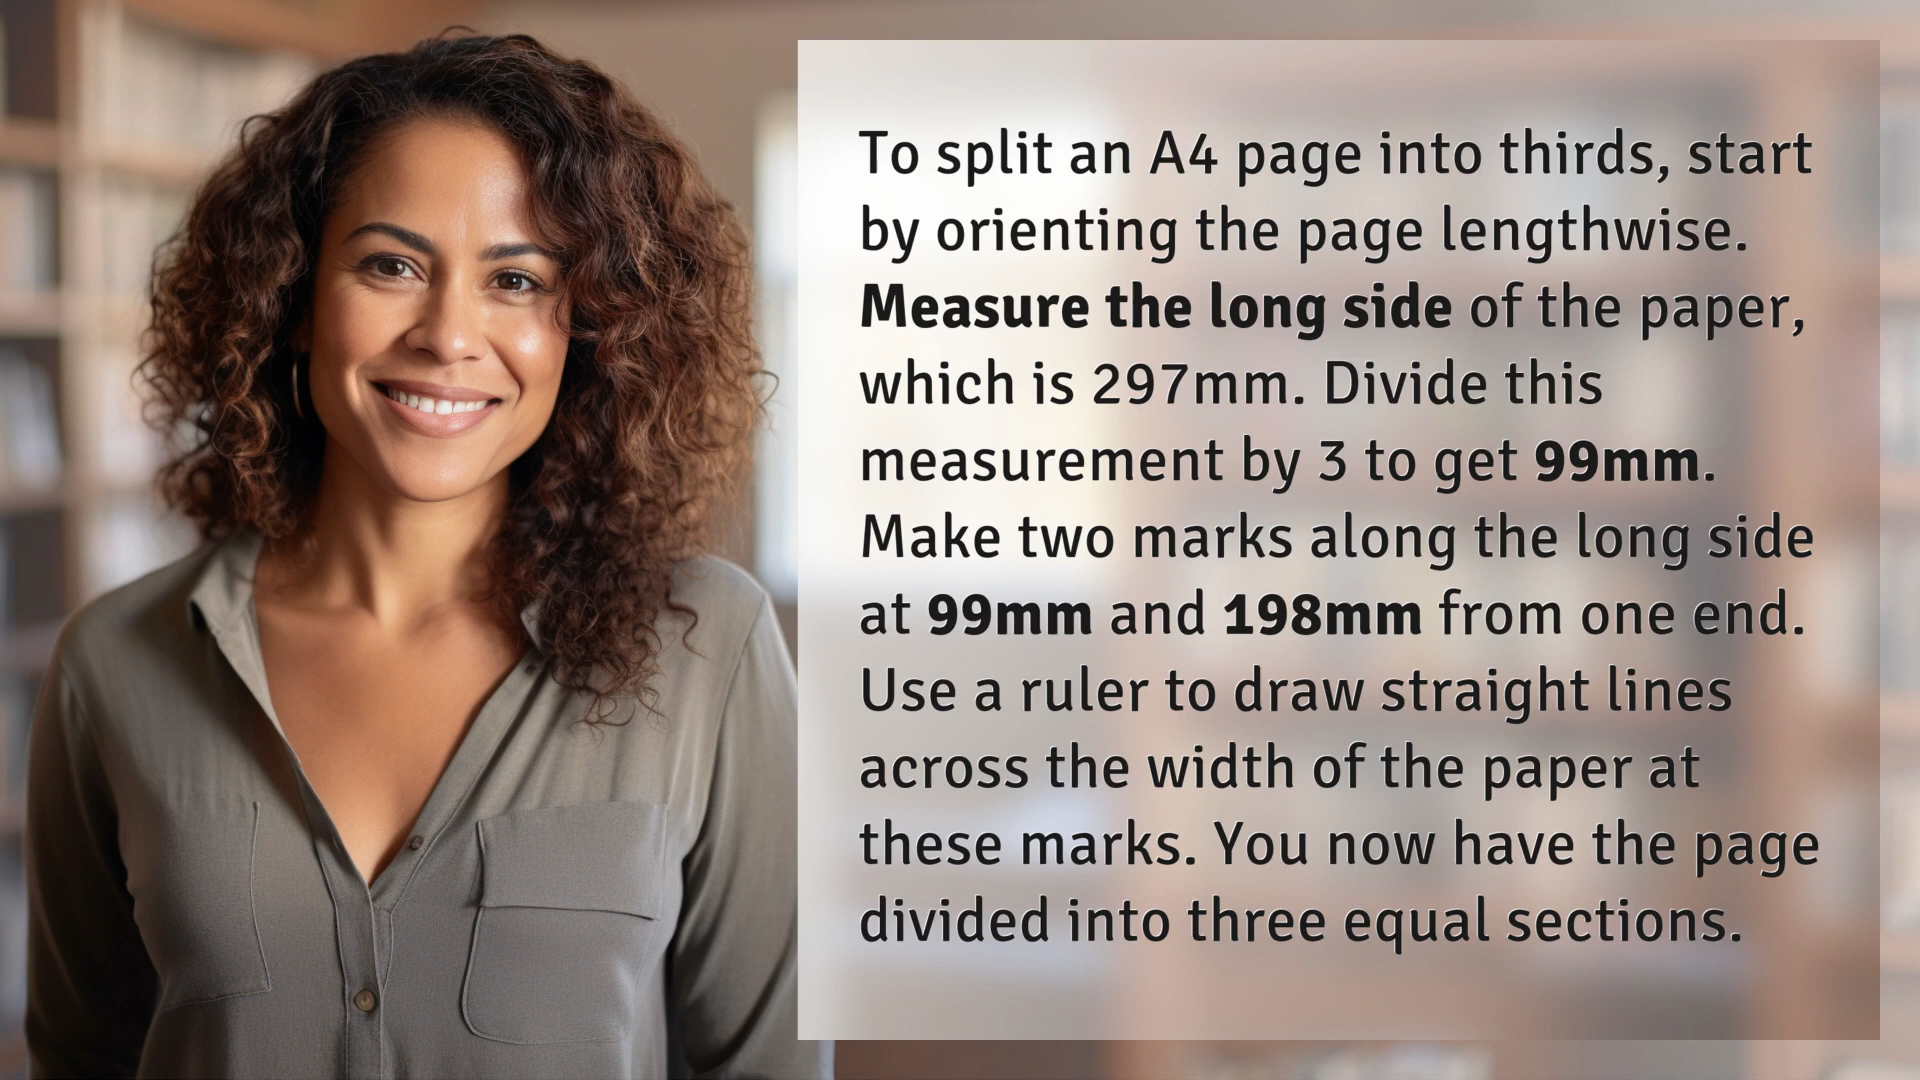 To split an A4 page into thirds, start
by orienting the page lengthwise.
Measure the long side of the paper,
which is 297mm. Divide this
measurement by 3 to get 99mm.
Make two marks along the long side
at 99mm and 198mm from one end.
Use a ruler to draw straight lines
across the width of the paper at
these marks. You now have the page
divided into three equal sections.